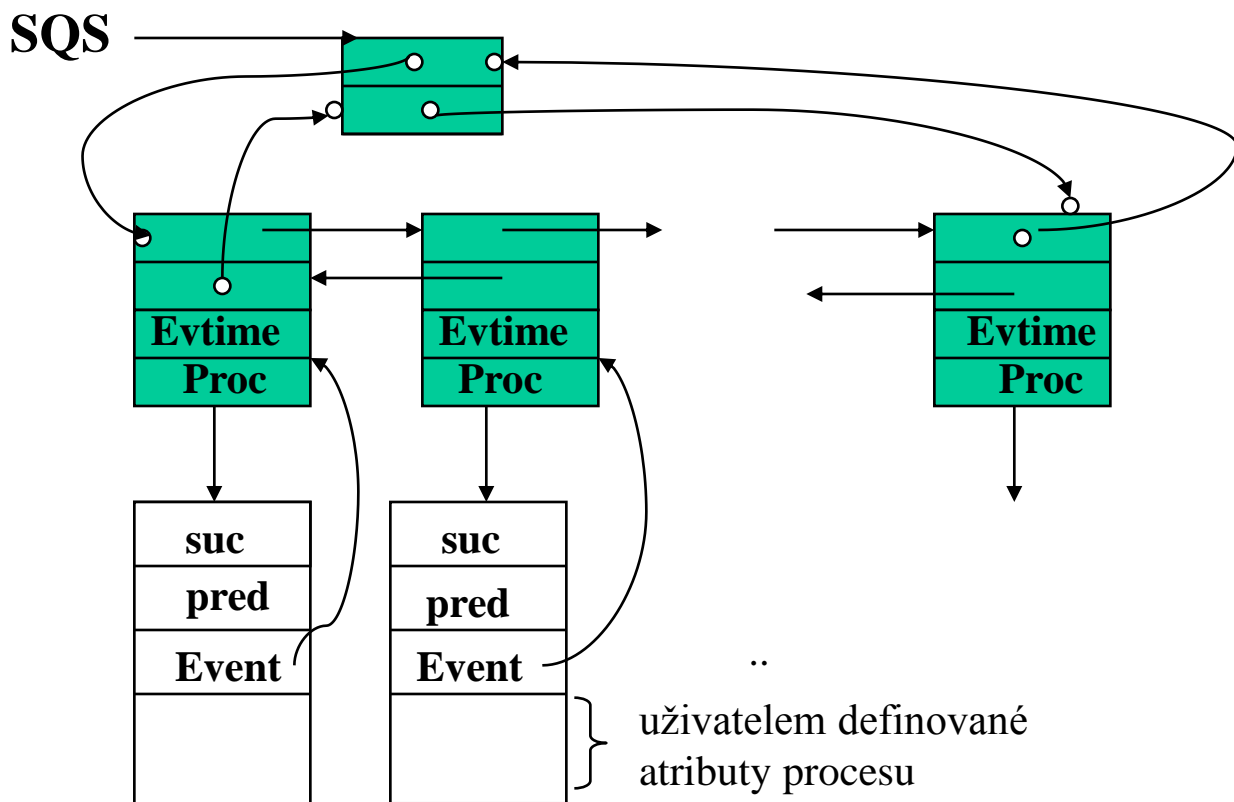 SQS
Evtime
Proc
Evtime
Proc
Evtime
Proc
suc
pred
Event
suc
pred
Event
..
uživatelem definované
atributy procesu